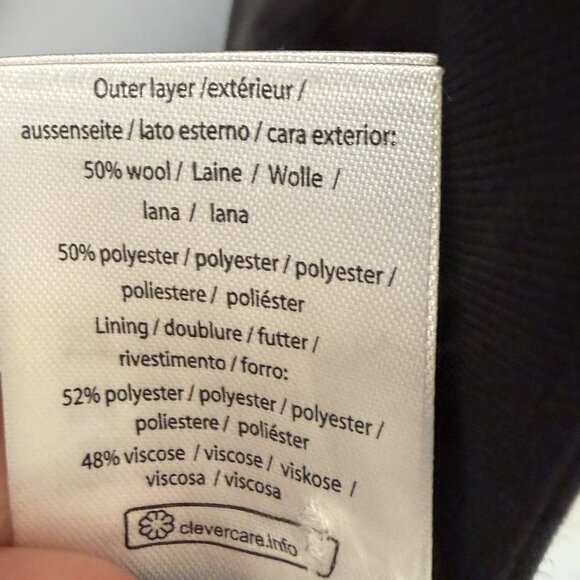 Outer layer /extérieur /
aussenseite / lato esterno / cara exterior:
50% wool / Laine / Wolle /
lana / lana
50% polyester / polyester / polyester /
poliestere / poliéster
Lining / doublure / futter /
rivestimento / forro:
52% polyester / polyester / polyester /
poliestere / poliéster
48% viscose / viscose / viskose /
viscosa / viscosa
clevercare.info